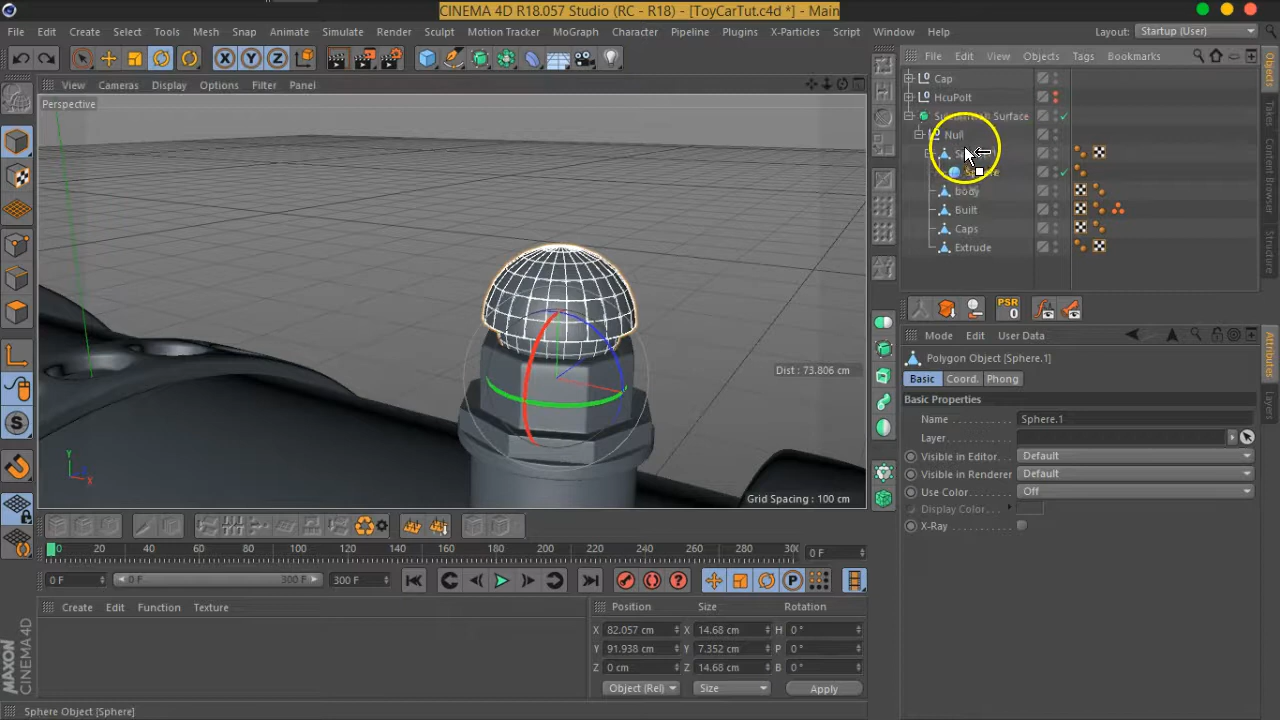 CINEMA 4D R18.057 Studio (RC - R18) - [ToyCarTut.c4d *] - Main
File Edit Create Select Tools Mesh Snap Animate Simulate Render Sculpt Motion Tracker MoGraph Character Pipeline Plugins X-Particles Script Window Help Layout: Startup (User)
View Cameras Display Options Filter Panel
Perspective
Dist : 73.806 cm
Grid Spacing : 100 cm
Y
X
File Edit View Objects Tags Bookmarks
Cap
HcuPolt
Surface
Null
body
Built
Caps
Extrude
PSR
0
Mode Edit User Data
Polygon Object [Sphere.1]
Basic Coord. Phong
Basic Properties
Name Sphere.1
Layer
Visible in Editor Default
Visible in Renderer Default
Use Color Off
Display Color
X-Ray
Objects
Takes
Content Browser
Structure
Attributes
Layers
0 20 40 60 80 100 120 140 160 180 200 220 240 260 280 300 0 F
0 F 0 F 300 F 300 F
Create Edit Function Texture
Position Size Rotation
X 82.057 cm X 14.68 cm H 0 °
Y 91.938 cm Y 7.352 cm P 0 °
Z 0 cm Z 14.68 cm B 0 °
Object (Rel) Size Apply
MAXON
CINEMA 4D
Sphere Object [Sphere]